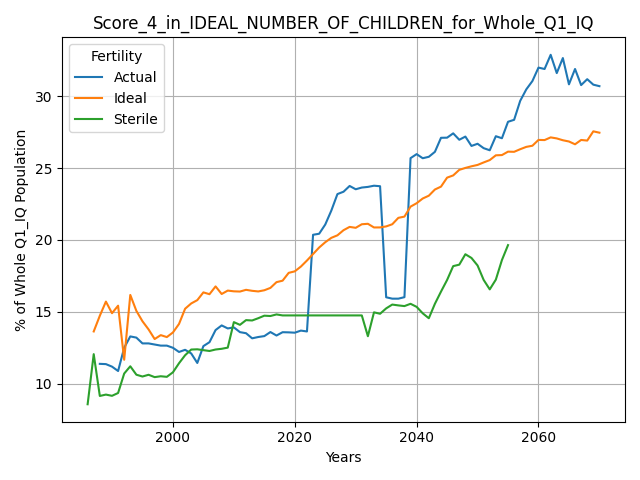 Score_4_in_IDEAL_NUMBER_OF_CHILDREN_for_Whole_Q1_IQ
Fertility
Actual
Ideal
Sterile
% of Whole Q1_IQ Population
30
25
20
15
10
2000
2020
2040
2060
Years